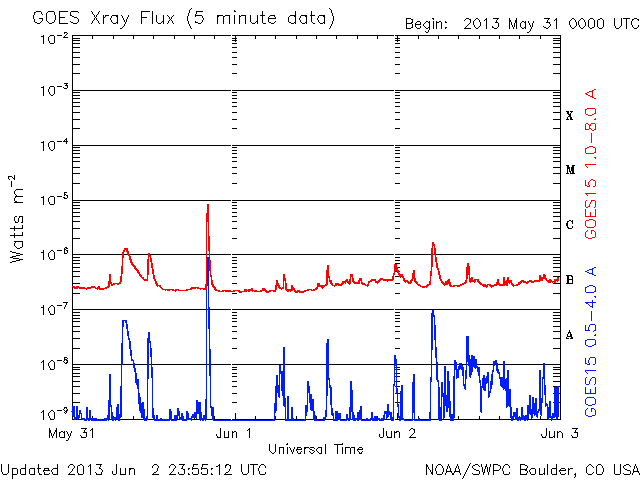 GOES Xray Flux (5 minute data)
Begin: 2013 May 31 0000 UTC
10⁻²
10⁻³
10⁻⁴
10⁻⁵
10⁻⁶
10⁻⁷
10⁻⁸
10⁻⁹
Watts m⁻²
X
M
C
B
A
GOES15 1.0-8.0 A
GOES15 0.5-4.0 A
May 31
Jun 1
Jun 2
Jun 3
Universal Time
Updated 2013 Jun 2 23:55:12 UTC
NOAA/SWPC Boulder, CO USA